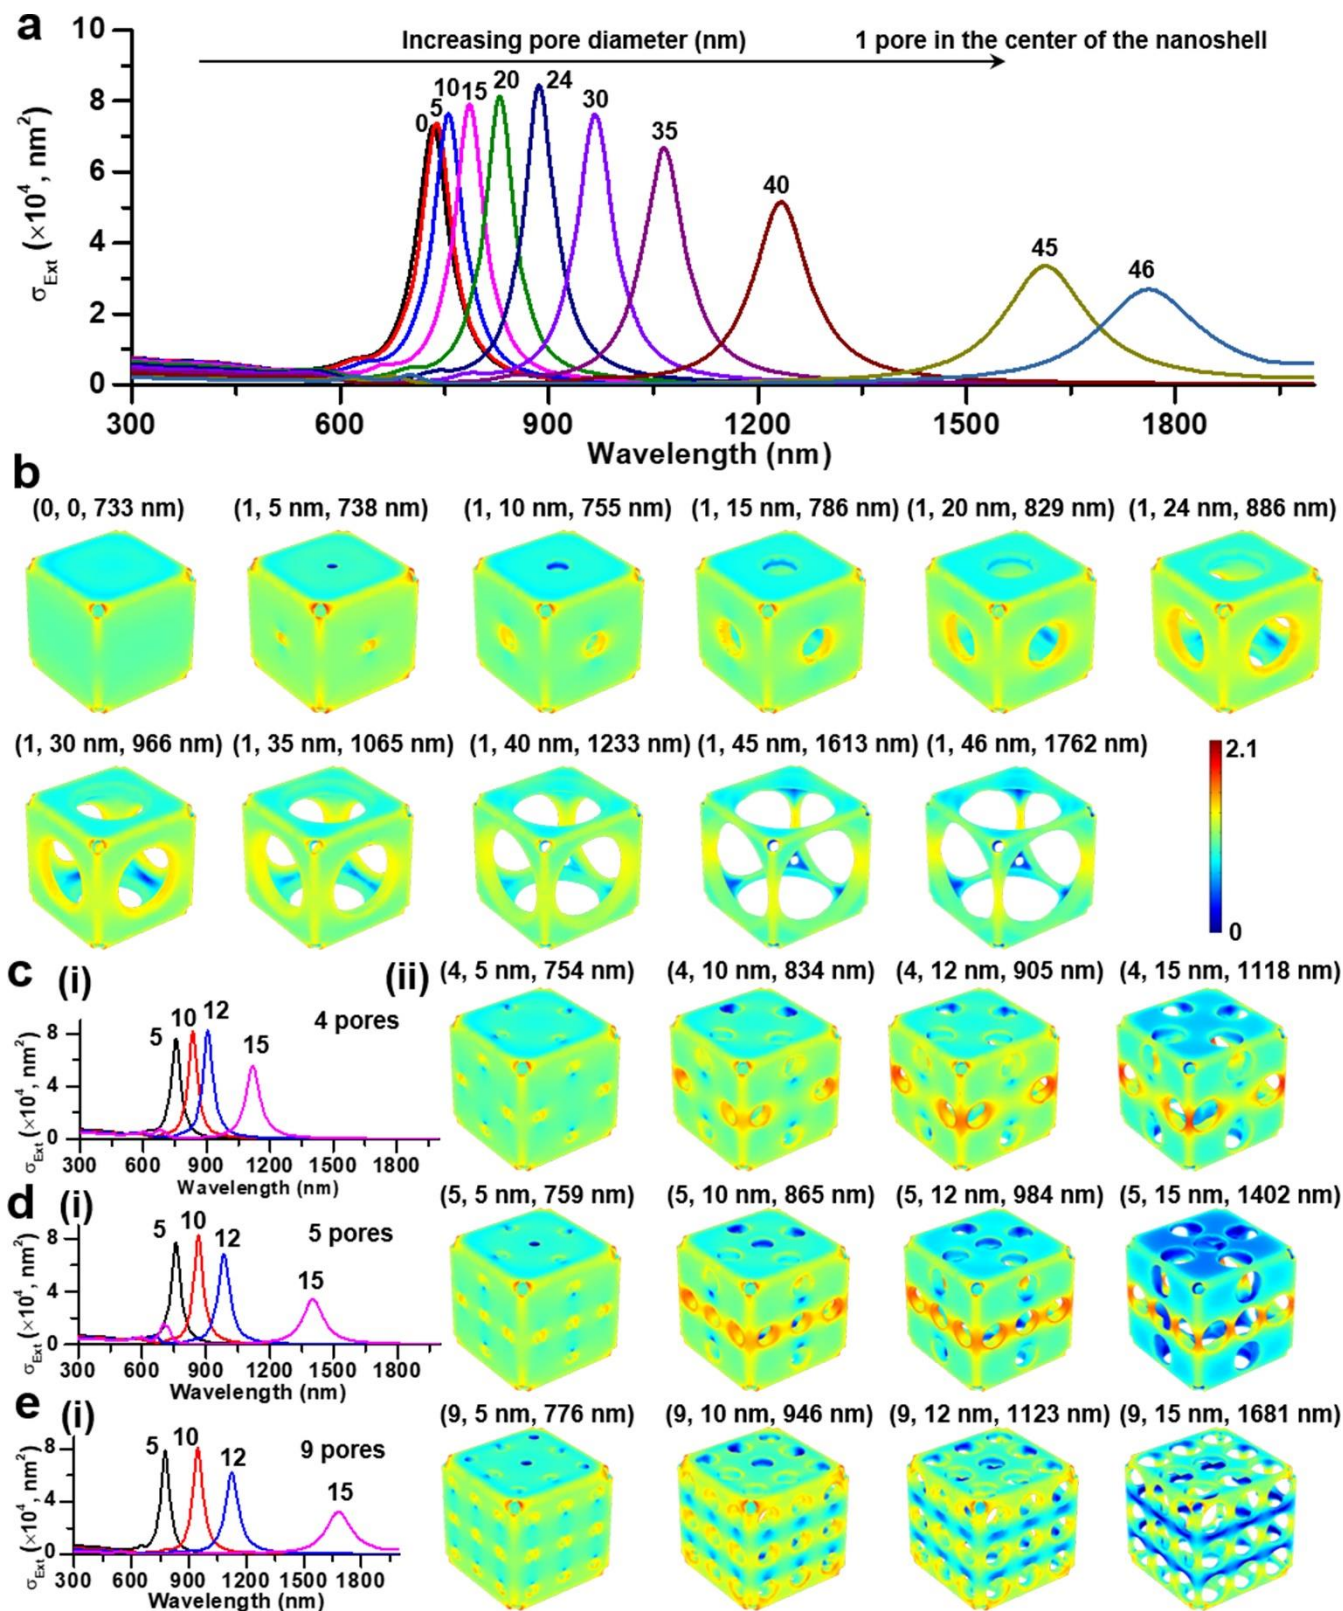 a
10
8
6
4
2
0
σExt (×10⁴, nm²)
Increasing pore diameter (nm)
1 pore in the center of the nanoshell
0
5
10
15
20
24
30
35
40
45
46
300 600 900 1200 1500 1800
Wavelength (nm)
b
(0, 0, 733 nm) (1, 5 nm, 738 nm) (1, 10 nm, 755 nm) (1, 15 nm, 786 nm) (1, 20 nm, 829 nm) (1, 24 nm, 886 nm)
(1, 30 nm, 966 nm) (1, 35 nm, 1065 nm) (1, 40 nm, 1233 nm) (1, 45 nm, 1613 nm) (1, 46 nm, 1762 nm)
2.1
0
c (i)
4 pores
5 10 12 15
8
4
0
σExt (×10⁴, nm²)
300 600 900 1200 1500 1800
Wavelength (nm)
(ii) (4, 5 nm, 754 nm) (4, 10 nm, 834 nm) (4, 12 nm, 905 nm) (4, 15 nm, 1118 nm)
d (i)
5 pores
5 10 12 15
8
4
0
σExt (×10⁴, nm²)
300 600 900 1200 1500 1800
Wavelength (nm)
(5, 5 nm, 759 nm) (5, 10 nm, 865 nm) (5, 12 nm, 984 nm) (5, 15 nm, 1402 nm)
e (i)
9 pores
5 10 12 15
8
4
0
σExt (×10⁴, nm²)
300 600 900 1200 1500 1800
Wavelength (nm)
(9, 5 nm, 776 nm) (9, 10 nm, 946 nm) (9, 12 nm, 1123 nm) (9, 15 nm, 1681 nm)